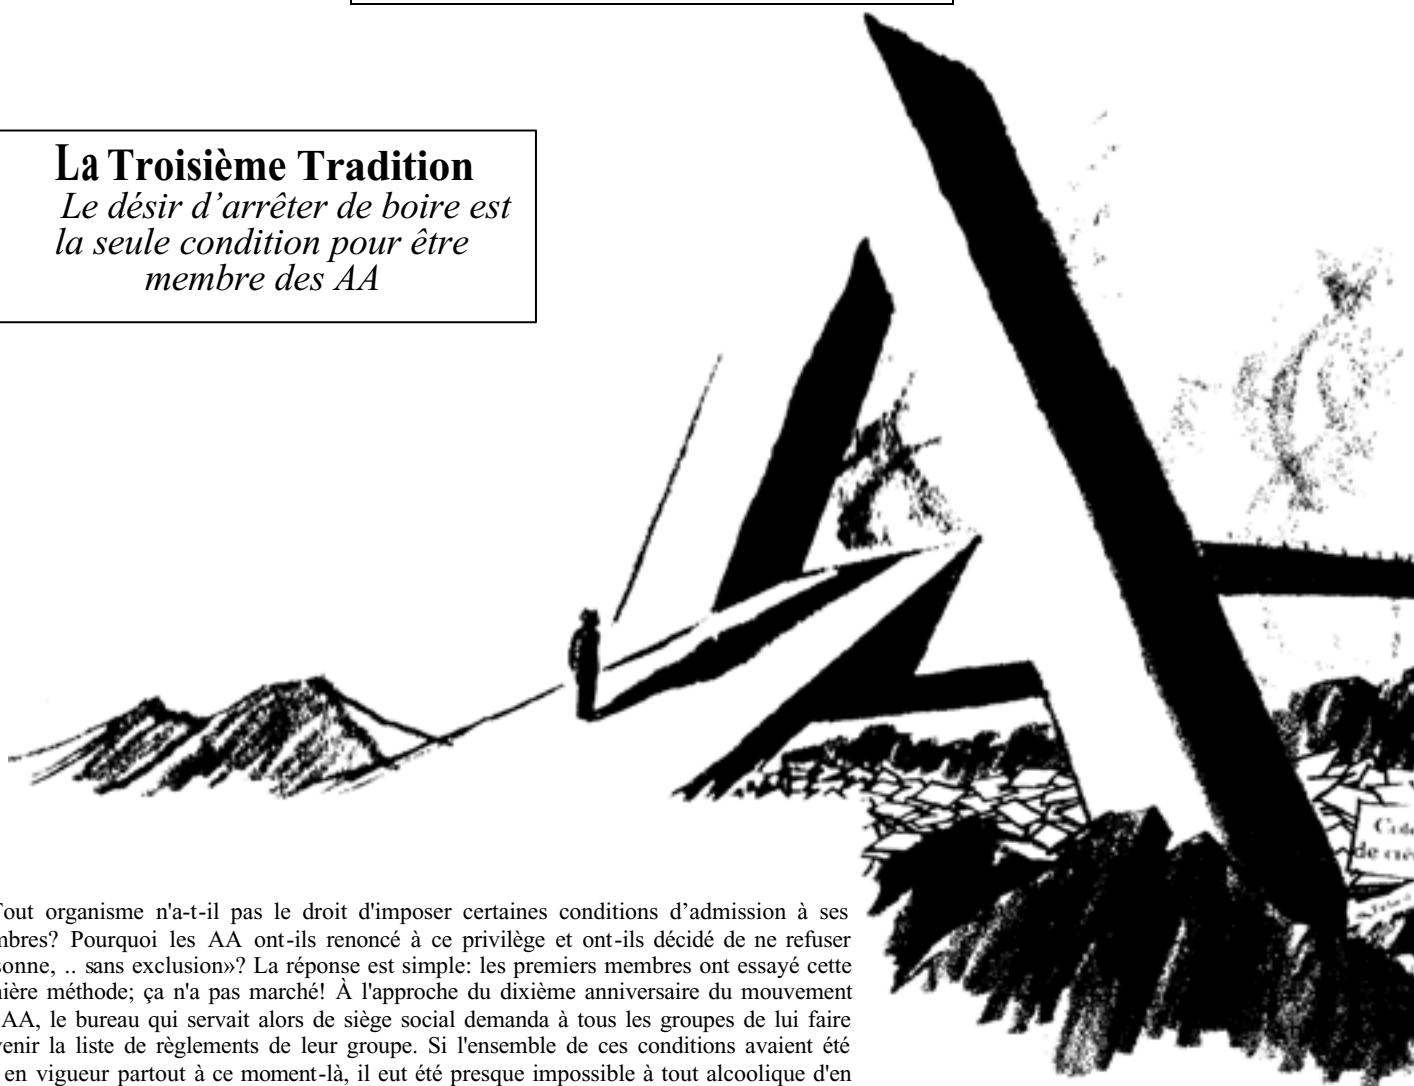 La Troisième Tradition
Le désir d’arrêter de boire est
la seule condition pour être
membre des AA
de
Tout organisme n'a-t-il pas le droit d'imposer certaines conditions d’admission à ses
mbres? Pourquoi les AA ont-ils renoncé à ce privilège et ont-ils décidé de ne refuser
sonne, .. sans exclusion»? La réponse est simple: les premiers membres ont essayé cette
nière méthode; ça n'a pas marché! À l'approche du dixième anniversaire du mouvement
AA, le bureau qui servait alors de siège social demanda à tous les groupes de lui faire
venir la liste de règlements de leur groupe. Si l'ensemble de ces conditions avaient été
en vigueur partout à ce moment-là, il eut été presque impossible à tout alcoolique d'en